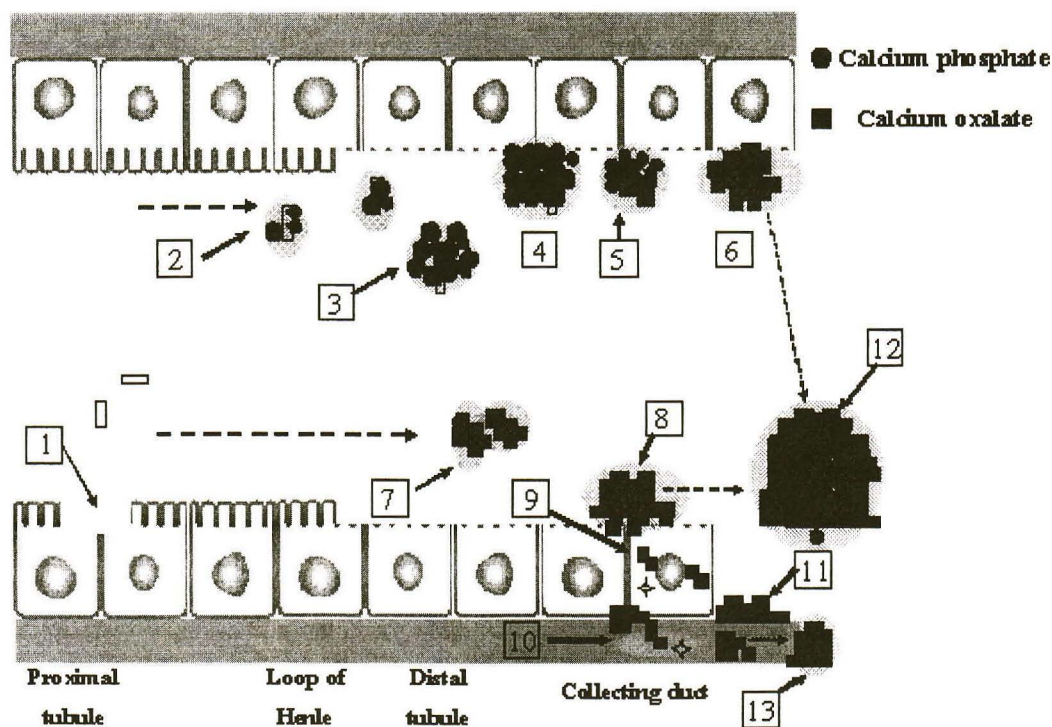 Calcium phosphate
Calcium oxalate
2
3
4
5
6
12
1
7
8
9
11
10
13
Proximal
tubule
Loop of
Henle
Distal
tubule
Collecting duct